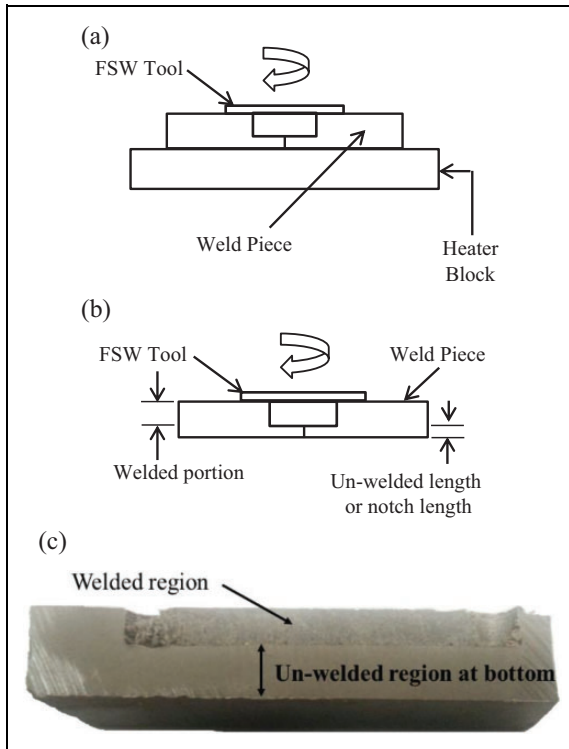 (a)
FSW Tool
Weld Piece
Heater
Block
(b)
FSW Tool
Weld Piece
Welded portion
Un-welded length
or notch length
(c)
Welded region
Un-welded region at bottom